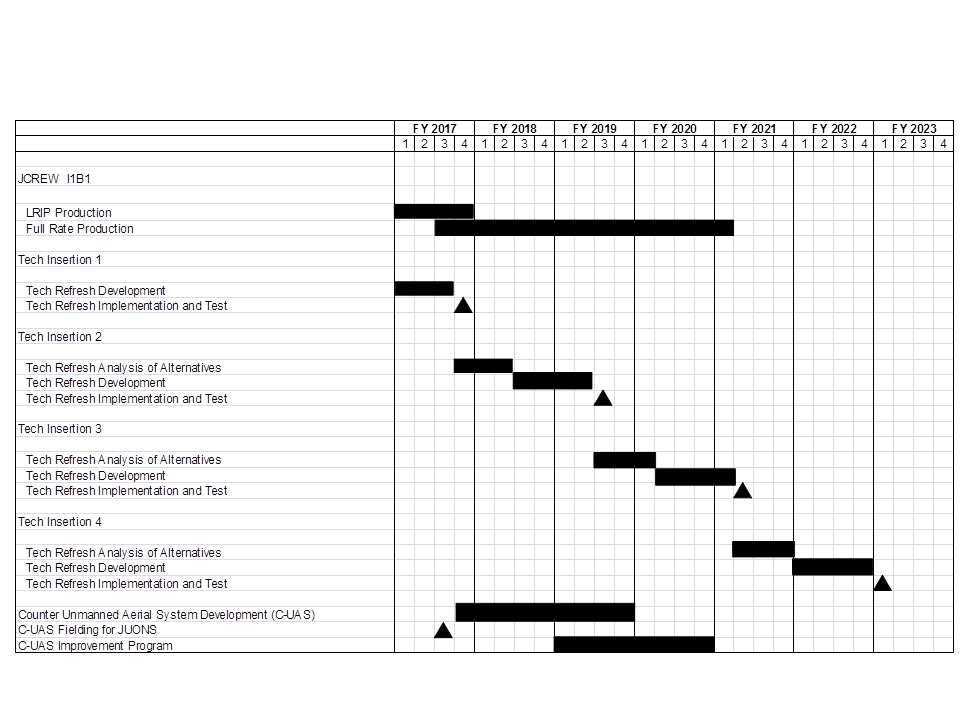 FY 2017 FY 2018 FY 2019 FY 2020 FY 2021 FY 2022 FY 2023
1 2 3 4 1 2 3 4 1 2 3 4 1 2 3 4 1 2 3 4 1 2 3 4 1 2 3 4
JCREW I1B1
LRIP Production
Full Rate Production
Tech Insertion 1
Tech Refresh Development
Tech Refresh Implementation and Test
Tech Insertion 2
Tech Refresh Analysis of Alternatives
Tech Refresh Development
Tech Refresh Implementation and Test
Tech Insertion 3
Tech Refresh Analysis of Alternatives
Tech Refresh Development
Tech Refresh Implementation and Test
Tech Insertion 4
Tech Refresh Analysis of Alternatives
Tech Refresh Development
Tech Refresh Implementation and Test
Counter Unmanned Aerial System Development (C-UAS)
C-UAS Fielding for JUONS
C-UAS Improvement Program